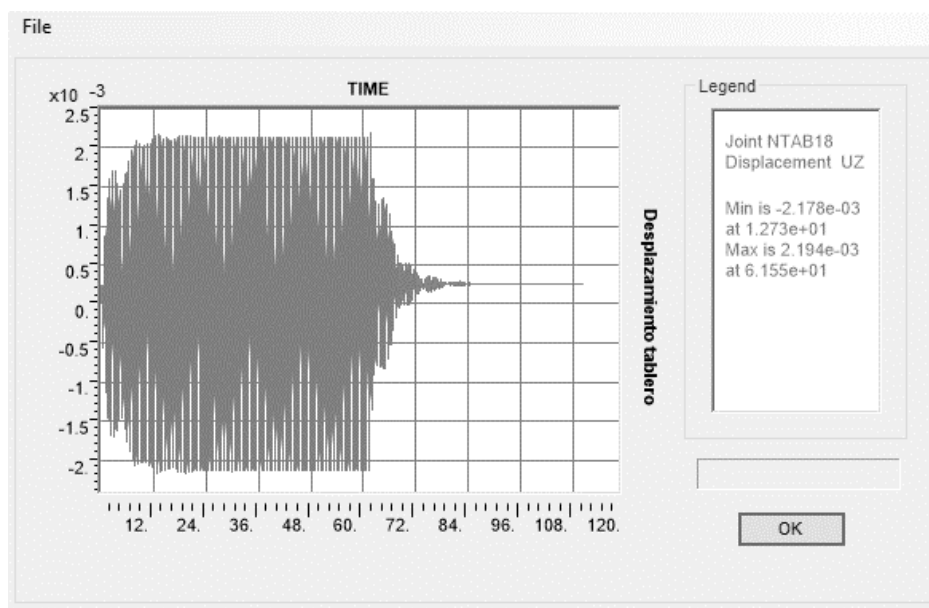 File
TIME
x10 -3
2.5
2.
1.5
1.
0.5
0.
-0.5
-1.
-1.5
-2.
12. 24. 36. 48. 60. 72. 84. 96. 108. 120.
Desplazamiento tablero
Legend
Joint NTAB18
Displacement UZ
Min is -2.178e-03
at 1.273e+01
Max is 2.194e-03
at 6.155e+01
OK